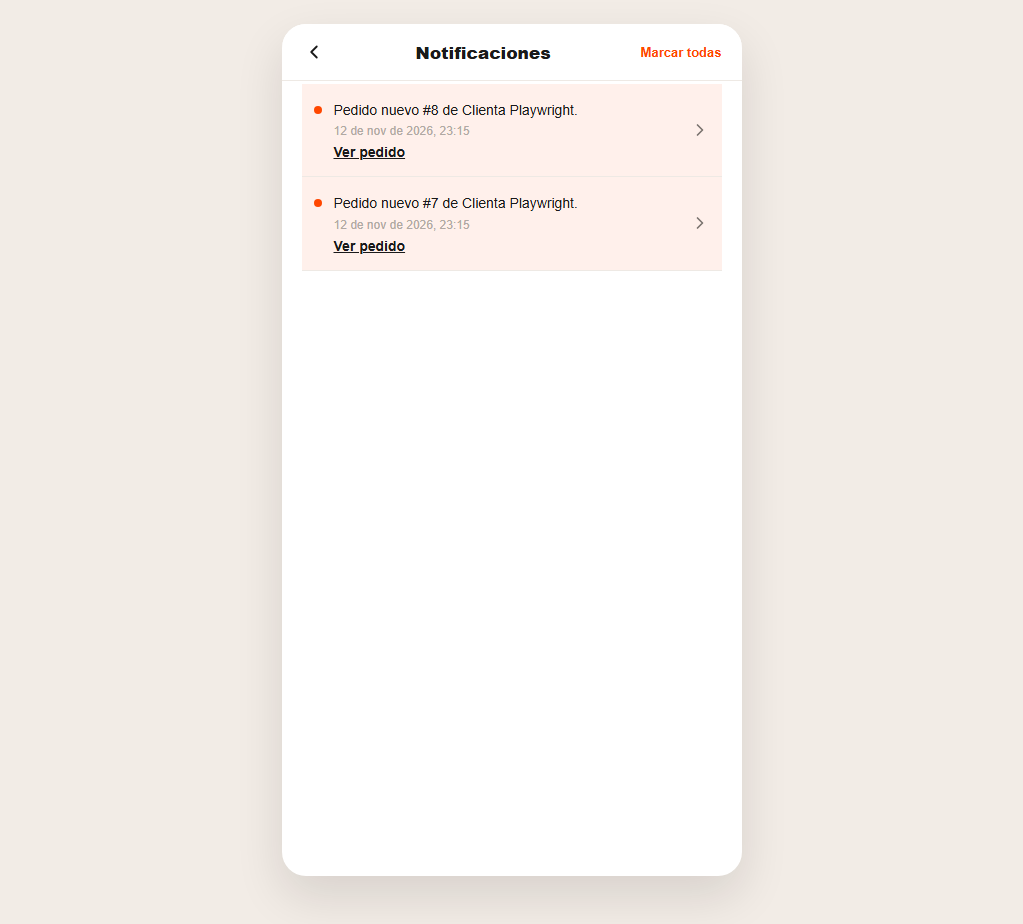 Notificaciones
Marcar todas
Pedido nuevo #8 de Clienta Playwright.
12 de nov de 2026, 23:15
Ver pedido
Pedido nuevo #7 de Clienta Playwright.
12 de nov de 2026, 23:15
Ver pedido